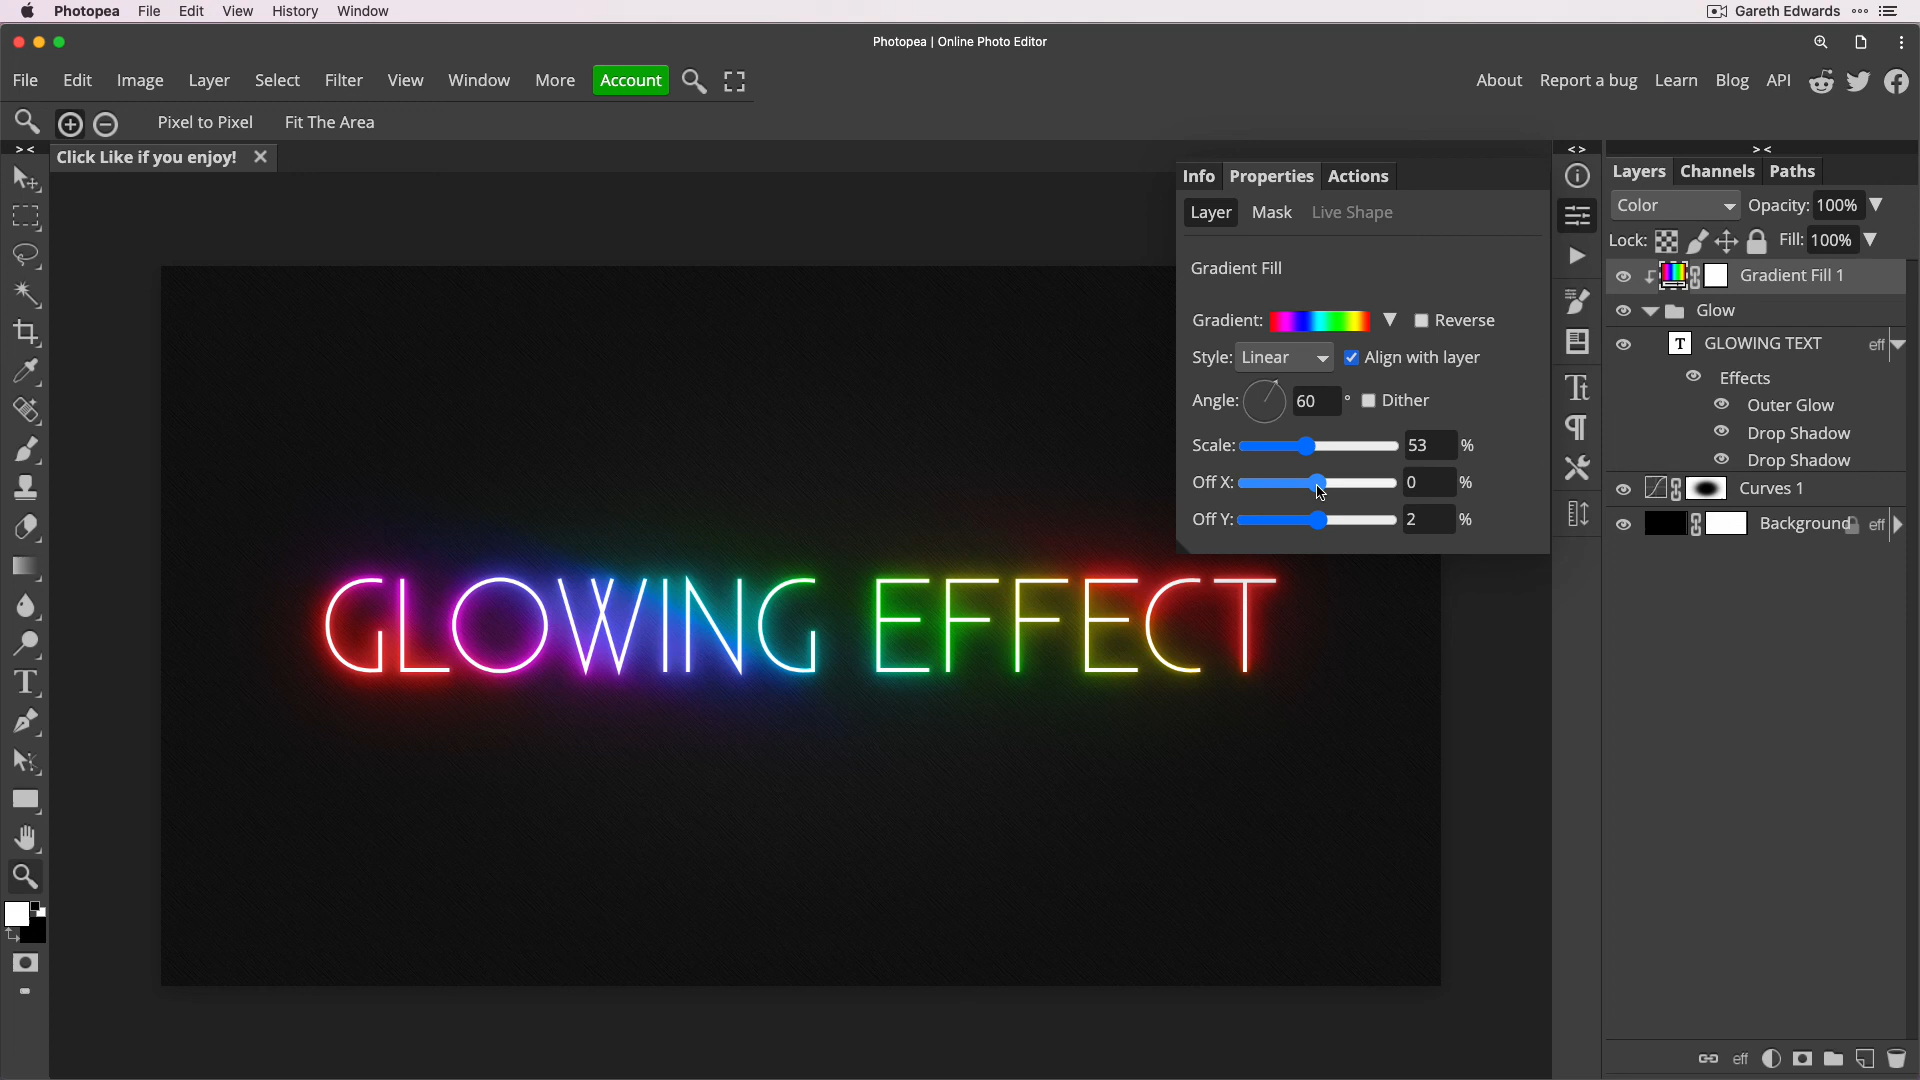 Photopea File Edit View History Window
Gareth Edwards
Photopea | Online Photo Editor
File Edit Image Layer Select Filter View Window More Account
About Report a bug Learn Blog API
Pixel to Pixel Fit The Area
Click Like if you enjoy!
Info Properties Actions
Layer Mask Live Shape
Gradient Fill
Gradient: Reverse
Style: Linear Align with layer
Angle: 60 ° Dither
Scale: 53 %
Off X: 0 %
Off Y: 2 %
GLOWING EFFECT
Layers Channels Paths
Color Opacity: 100%
Lock: Fill: 100%
Gradient Fill 1
Glow
T GLOWING TEXT eff
Effects
Outer Glow
Drop Shadow
Drop Shadow
Curves 1
Background eff
eff